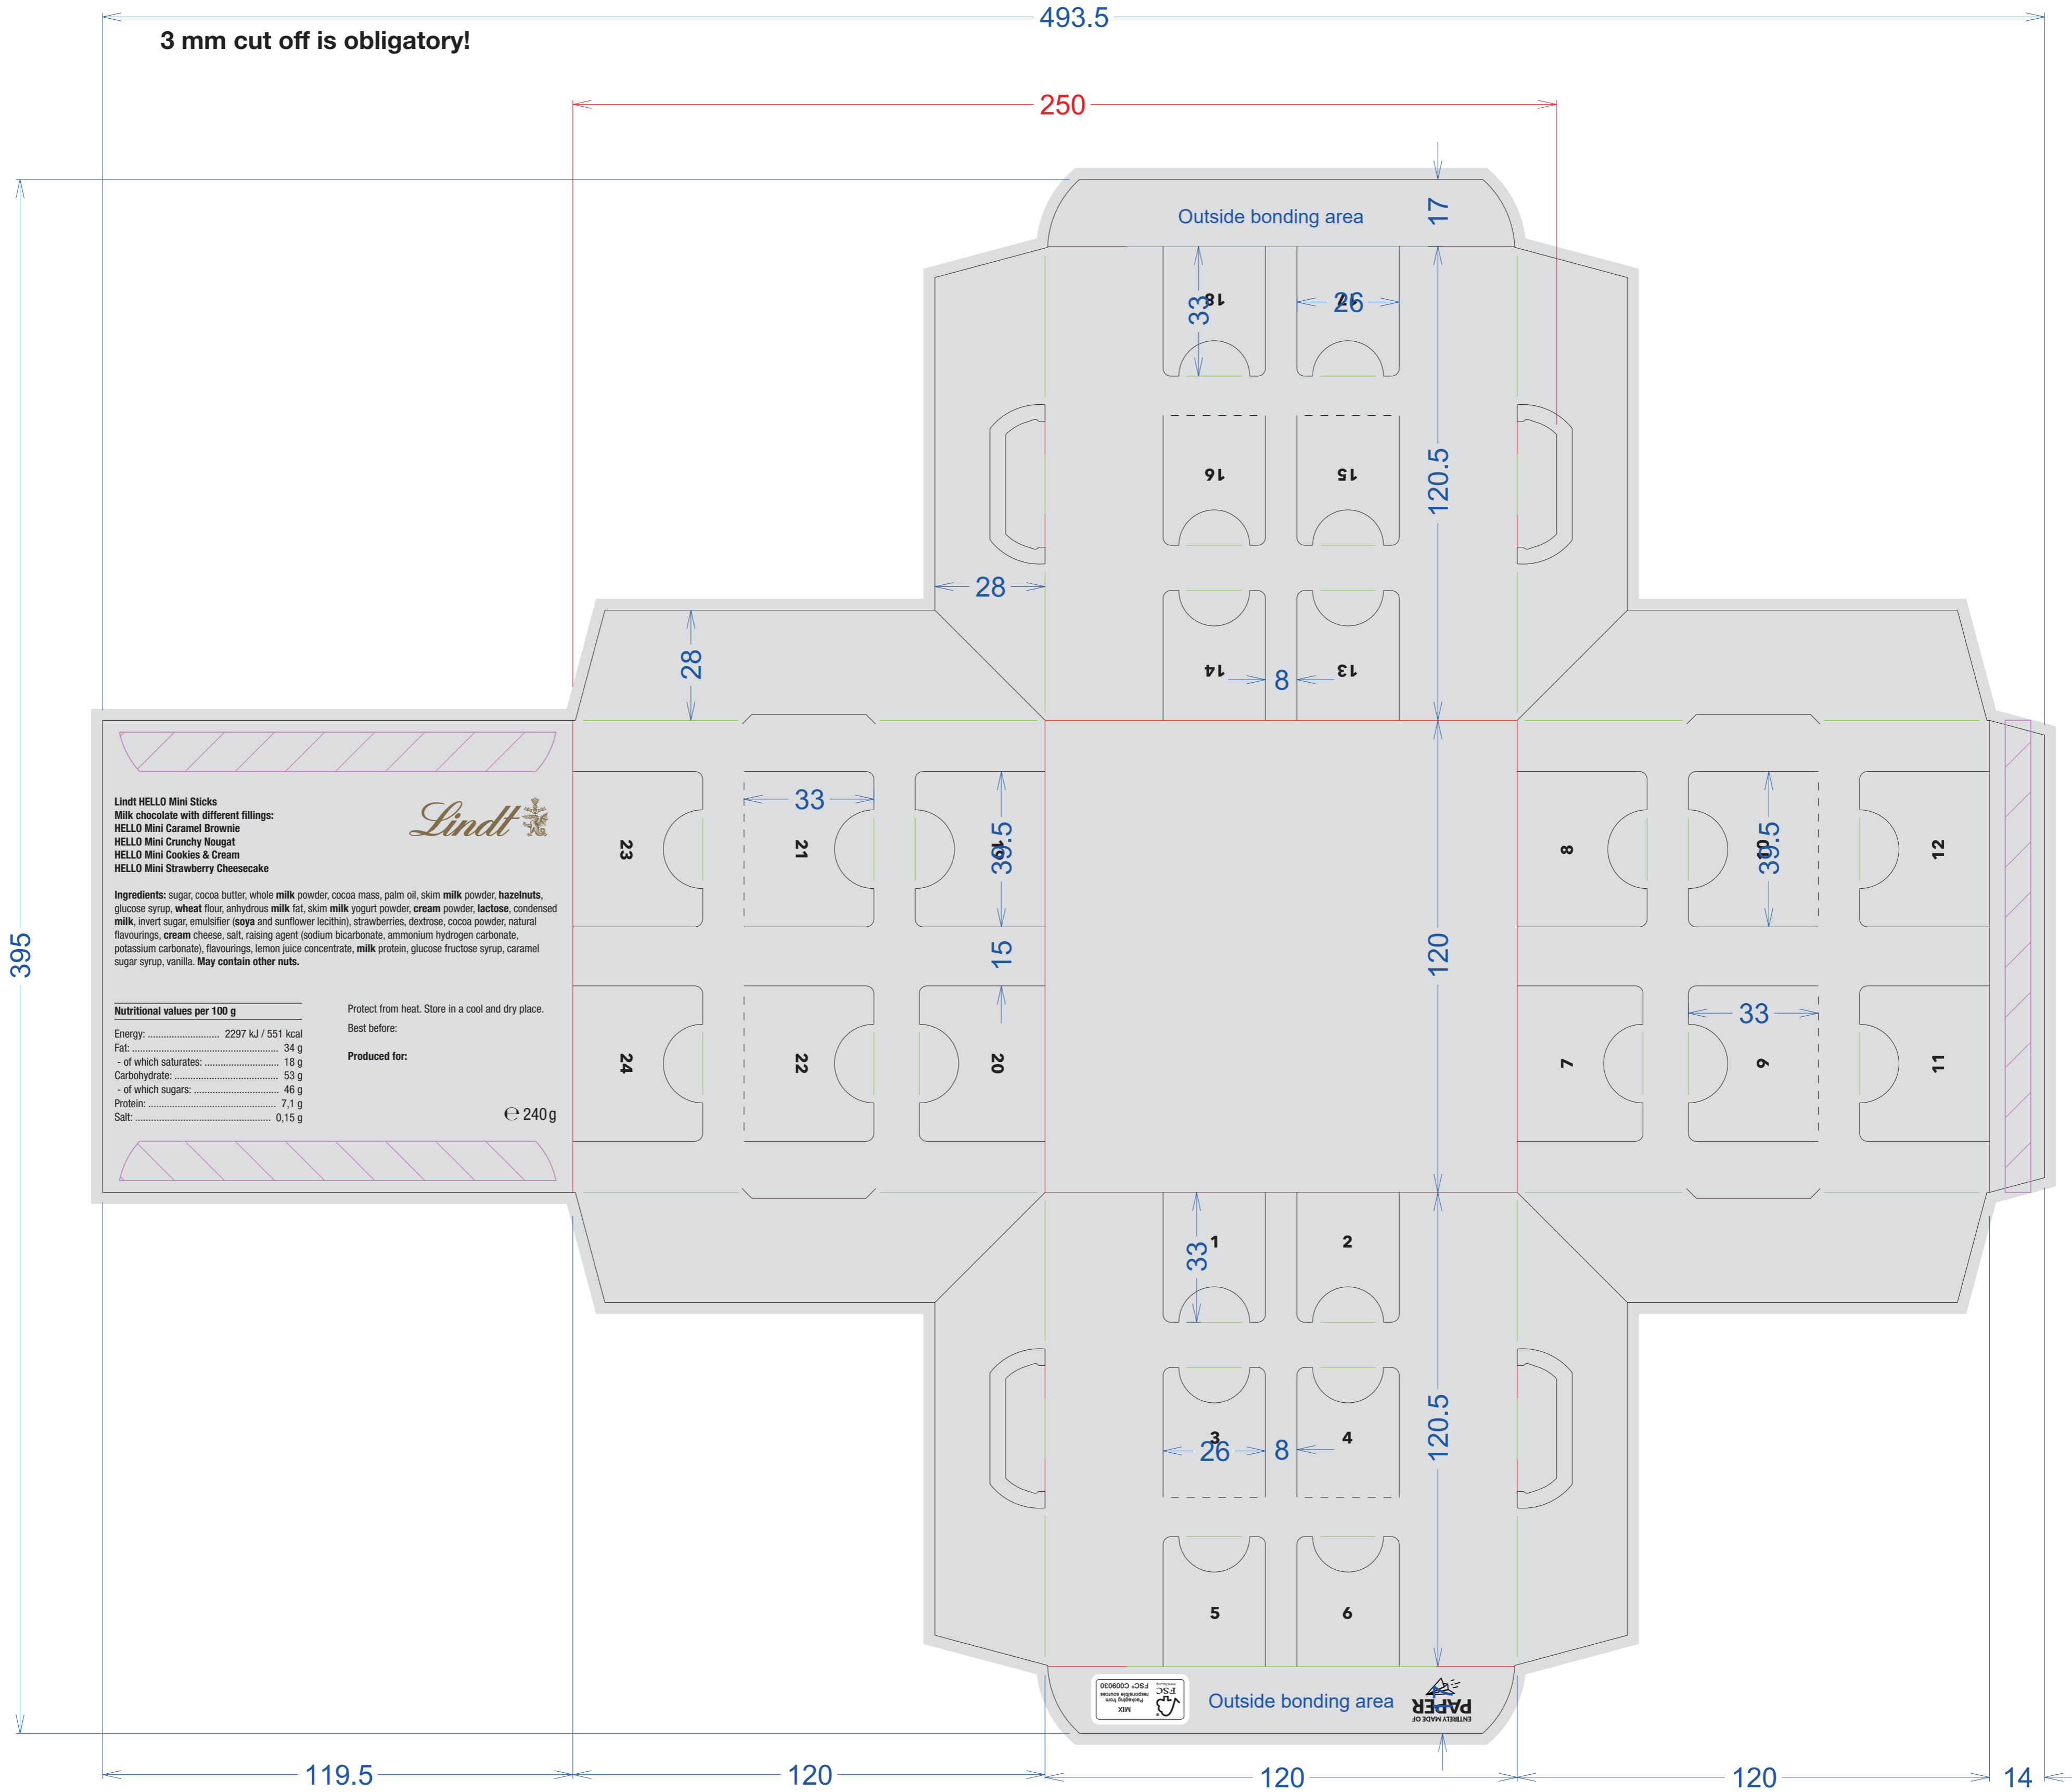 493.5
3 mm cut off is obligatory!
250
Outside bonding area
17
33
18
26
17
16
15
120.5
28
28
14
8
13
Lindt HELLO Mini Sticks
Milk chocolate with different fillings:
HELLO Mini Caramel Brownie
HELLO Mini Crunchy Nougat
HELLO Mini Cookies & Cream
HELLO Mini Strawberry Cheesecake
Lindt
Ingredients: sugar, cocoa butter, whole milk powder, cocoa mass, palm oil, skim milk powder, hazelnuts,
glucose syrup, wheat flour, anhydrous milk fat, skim milk yogurt powder, cream powder, lactose, condensed
milk, invert sugar, emulsifier (soya and sunflower lecithin), strawberries, dextrose, cocoa powder, natural
flavourings, cream cheese, salt, raising agent (sodium bicarbonate, ammonium hydrogen carbonate,
potassium carbonate), flavourings, lemon juice concentrate, milk protein, glucose fructose syrup, caramel
sugar syrup, vanilla. May contain other nuts.
Nutritional values per 100 g
Energy: ........................... 2297 kJ / 551 kcal
Fat: ........................................................ 34 g
- of which saturates: ............................ 18 g
Carbohydrate: ....................................... 53 g
- of which sugars: ................................ 46 g
Protein: ................................................ 7,1 g
Salt: .................................................... 0,15 g
Protect from heat. Store in a cool and dry place.
Best before:
Produced for:
℮ 240 g
395
23
33
21
39.5
19
15
24
22
20
120
8
39.5
10
12
7
33
9
11
33
1
2
3
26
8
4
120.5
5
6
MIX
Packaging from
responsible sources
FSC® C009030
FSC
www.fsc.org
Outside bonding area
ENTIRELY MADE OF
PAPER
119.5
120
120
120
14